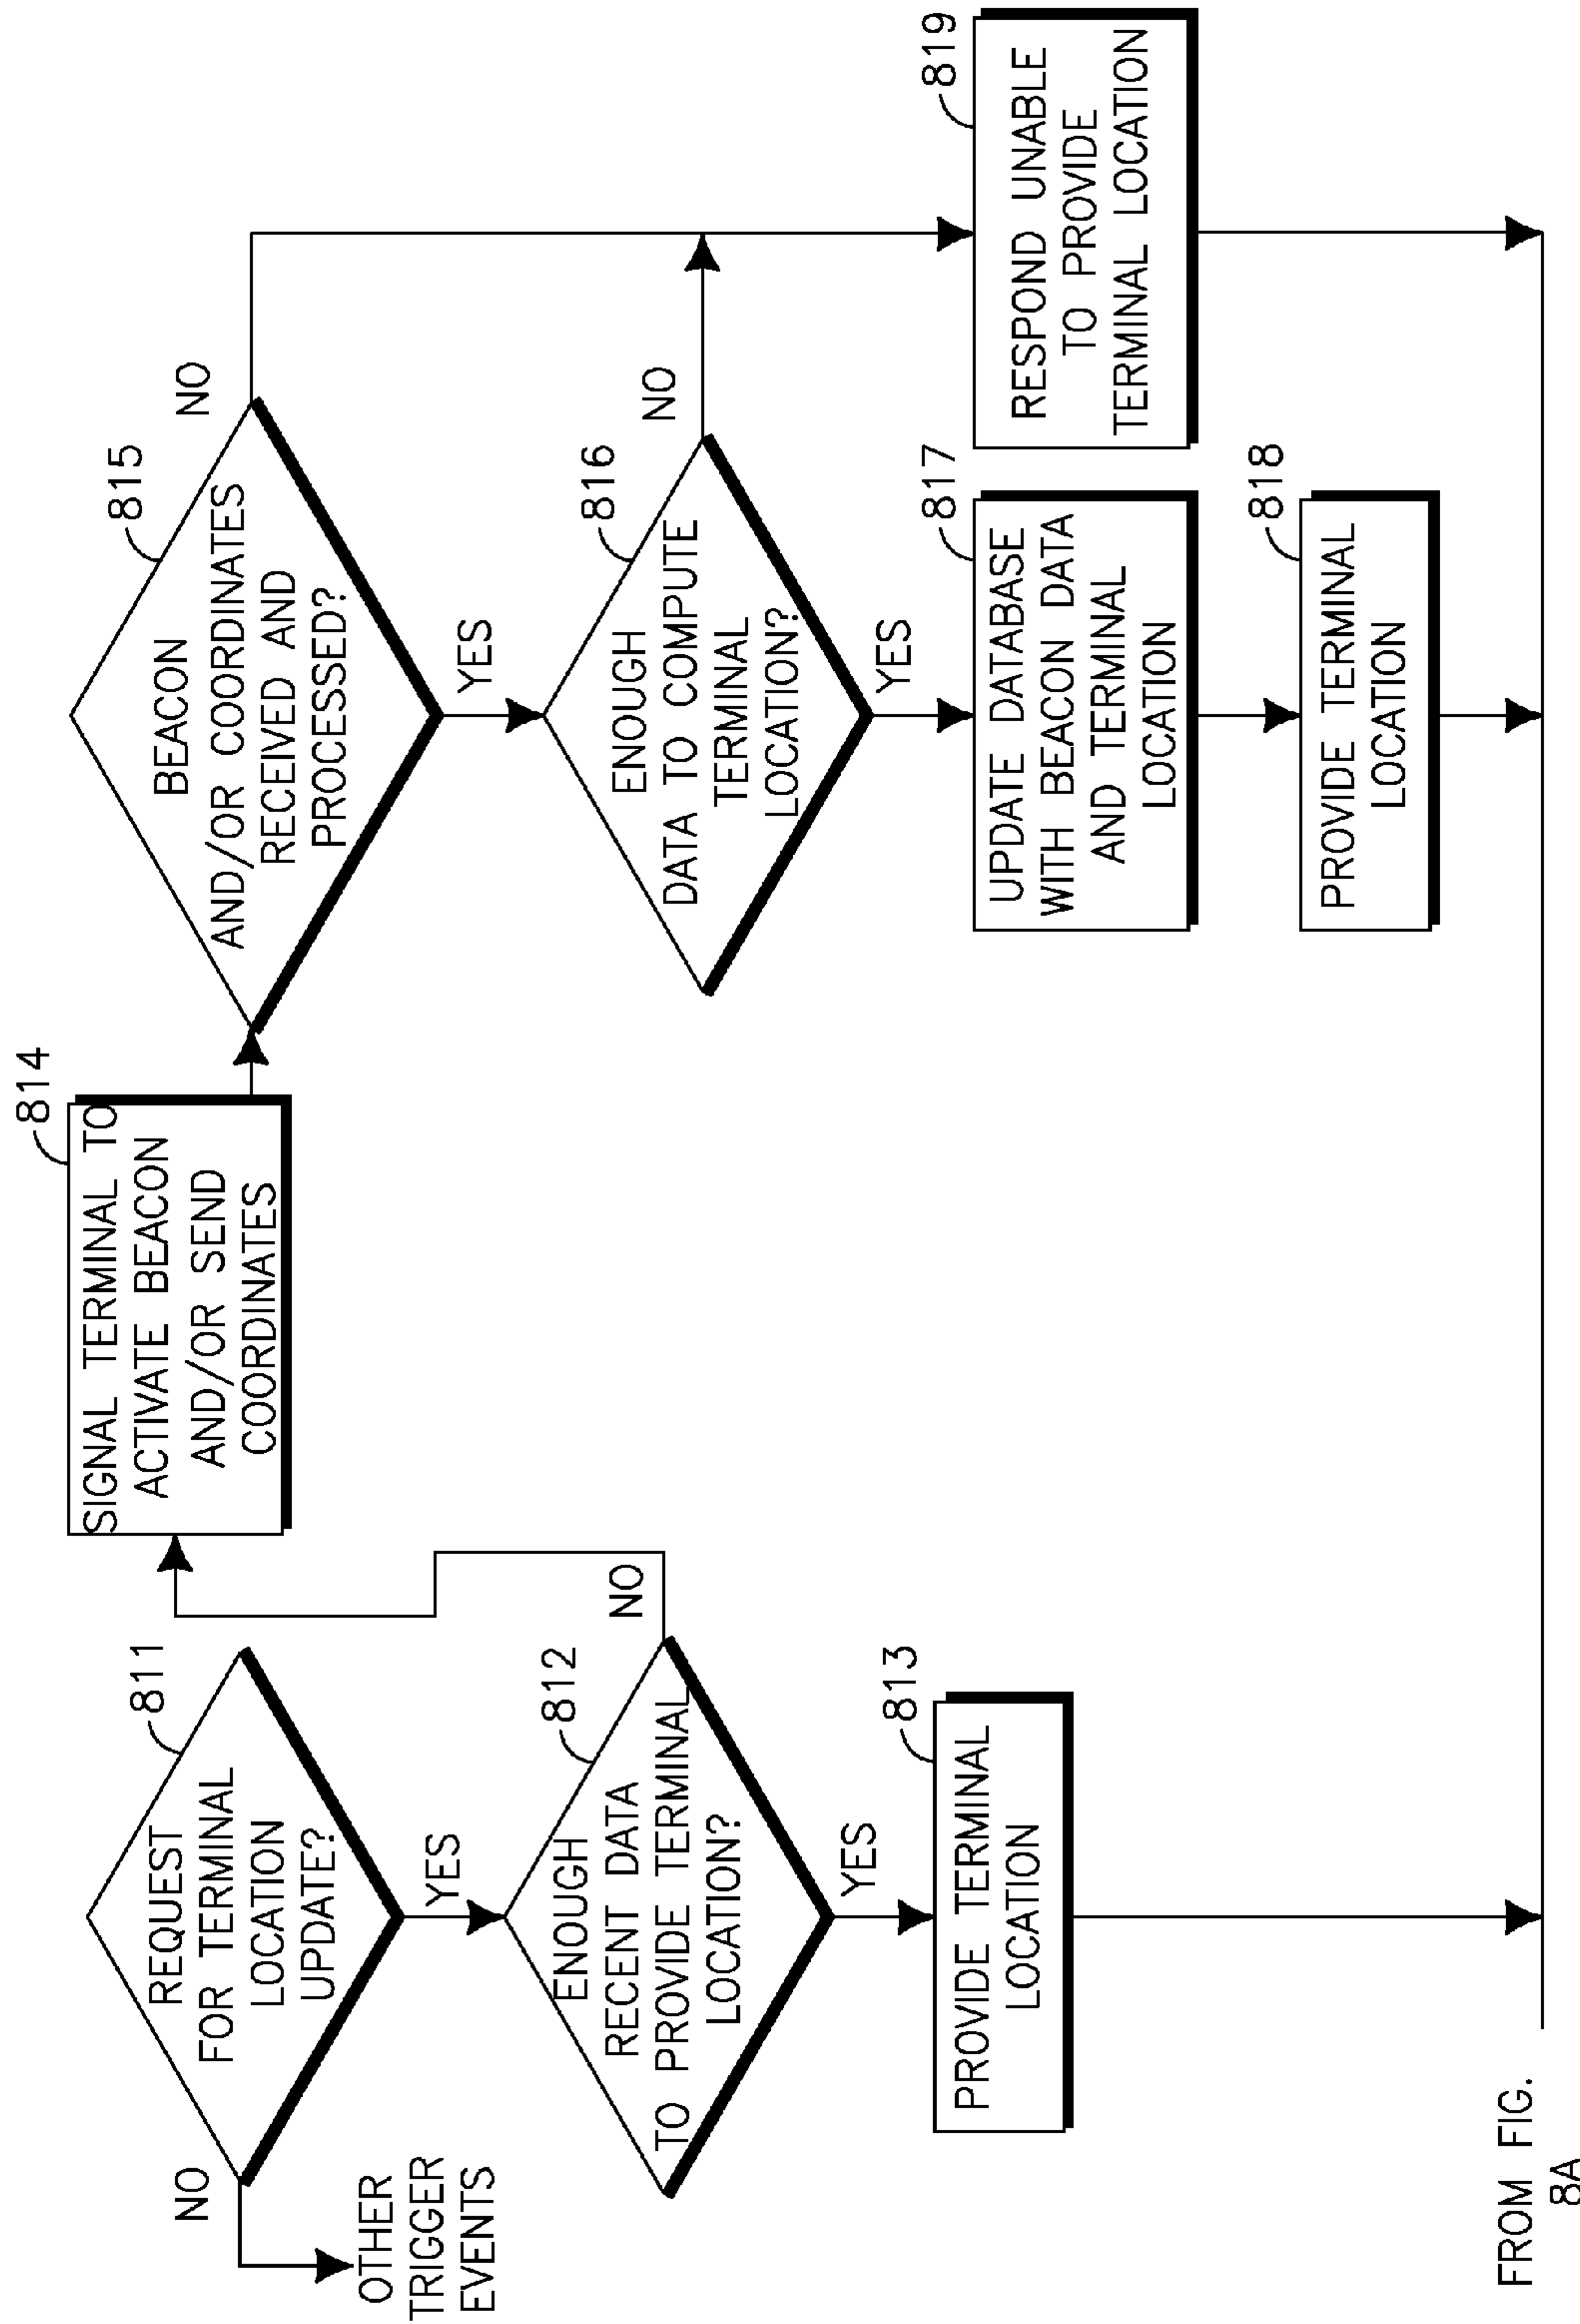 811
REQUEST
FOR TERMINAL
LOCATION
UPDATE?
NO
OTHER
TRIGGER
EVENTS
YES
812
ENOUGH
RECENT DATA
TO PROVIDE TERMINAL
LOCATION?
NO
YES
813
PROVIDE TERMINAL
LOCATION
814
SIGNAL TERMINAL TO
ACTIVATE BEACON
AND/OR SEND
COORDINATES
815
BEACON
AND/OR COORDINATES
RECEIVED AND
PROCESSED?
NO
YES
816
ENOUGH
DATA TO COMPUTE
TERMINAL
LOCATION?
NO
YES
817
UPDATE DATABASE
WITH BEACON DATA
AND TERMINAL
LOCATION
818
PROVIDE TERMINAL
LOCATION
819
RESPOND UNABLE
TO PROVIDE
TERMINAL LOCATION
FROM FIG.
8A